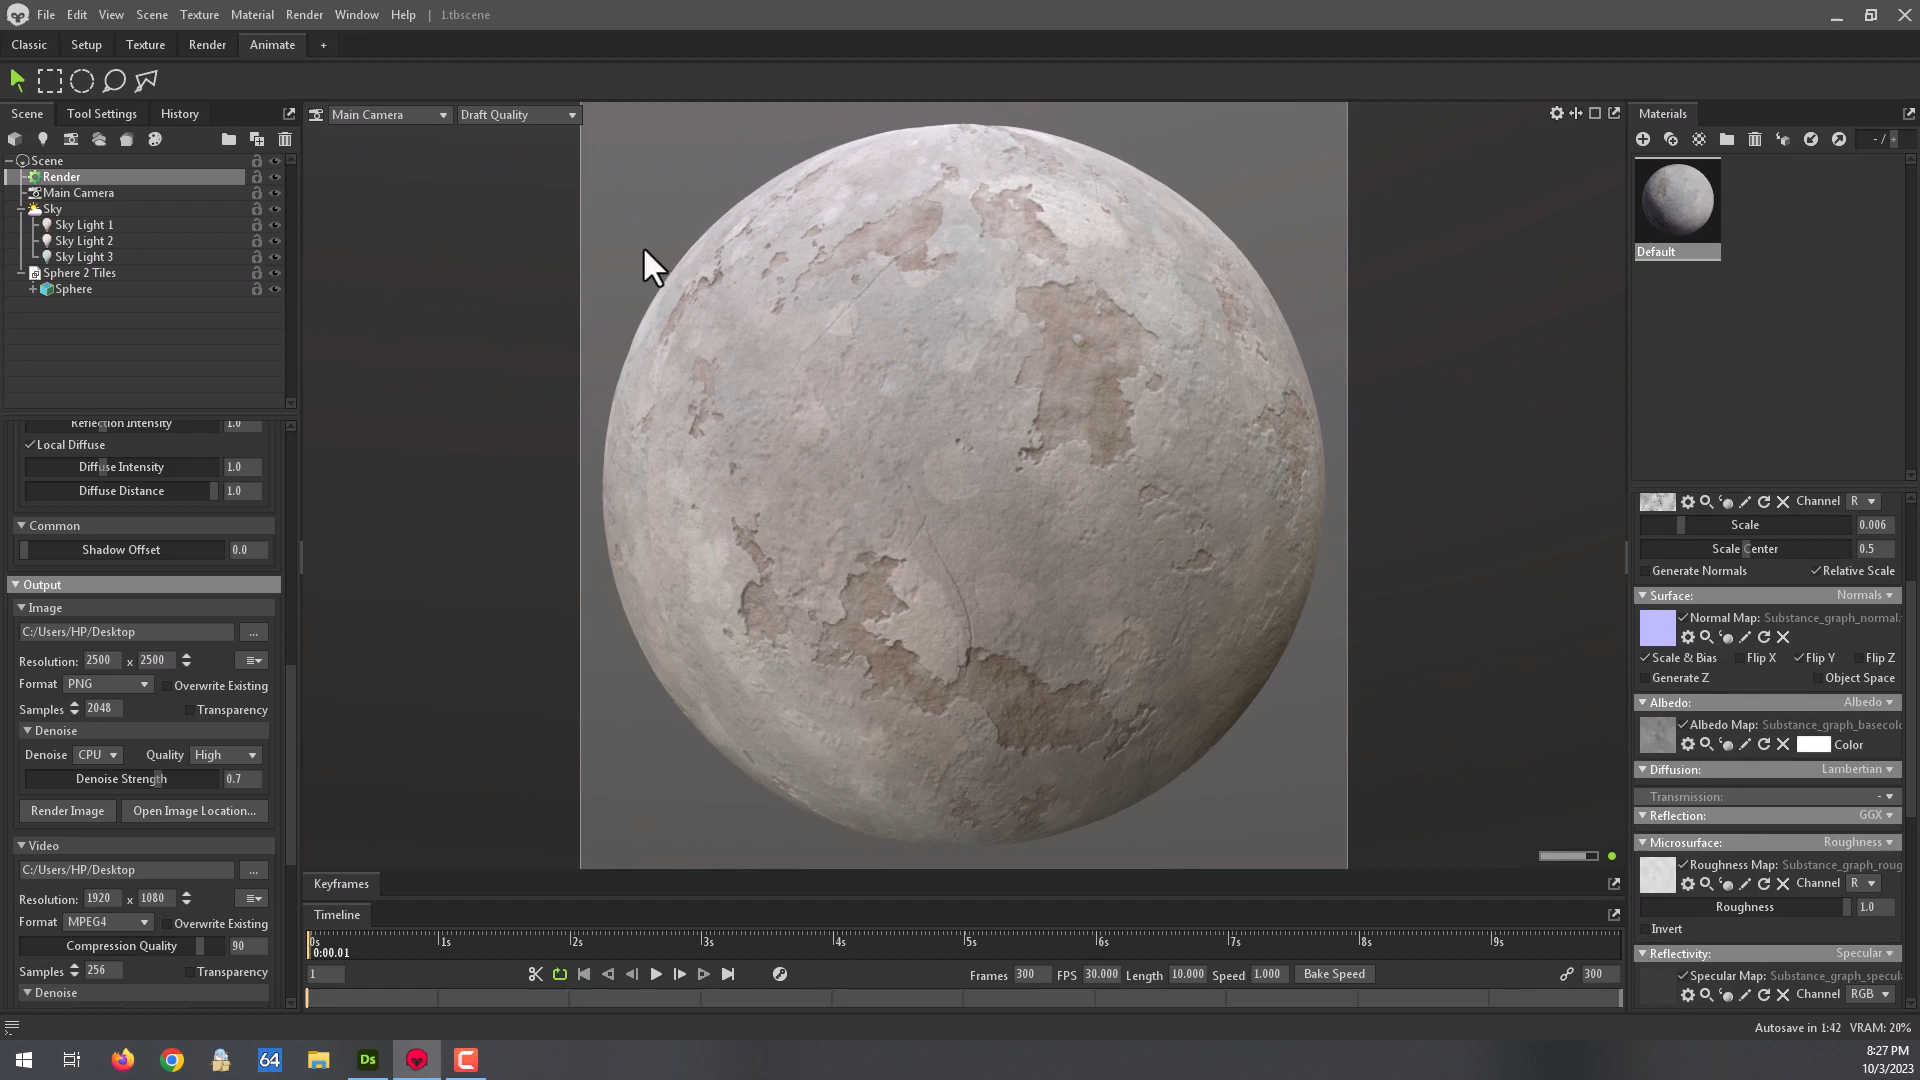 File Edit View Scene Texture Material Render Window Help | 1.tbscene
Classic Setup Texture Render Animate +
Scene Tool Settings History
Main Camera Draft Quality
Materials
- / +
Scene
Render
Main Camera
Sky
Sky Light 1
Sky Light 2
Sky Light 3
Sphere 2 Tiles
Sphere
Default
Reflection Intensity 1.0
Local Diffuse
Diffuse Intensity 1.0
Diffuse Distance 1.0
Common
Shadow Offset 0.0
Output
Image
C:/Users/HP/Desktop ...
Resolution: 2500 x 2500
Format PNG Overwrite Existing
Samples 2048 Transparency
Denoise
Denoise CPU Quality High
Denoise Strength 0.7
Render Image Open Image Location...
Video
C:/Users/HP/Desktop ...
Resolution: 1920 x 1080
Format MPEG4 Overwrite Existing
Compression Quality 90
Samples 256 Transparency
Denoise
Channel R
Scale 0.006
Scale Center 0.5
Generate Normals Relative Scale
Surface: Normals
Normal Map: Substance_graph_normal.
Scale & Bias Flip X Flip Y Flip Z
Generate Z Object Space
Albedo: Albedo
Albedo Map: Substance_graph_basecolo
Color
Diffusion: Lambertian
Transmission: -
Reflection: GGX
Microsurface: Roughness
Roughness Map: Substance_graph_roug
Channel R
Roughness 1.0
Invert
Reflectivity: Specular
Specular Map: Substance_graph_specul
Channel RGB
Keyframes
Timeline
0s 1s 2s 3s 4s 5s 6s 7s 8s 9s
0:00.01
1 Frames 300 FPS 30.000 Length 10.000 Speed 1.000 Bake Speed 300
Autosave in 1:42 VRAM: 20%
64 Ds
8:27 PM
10/3/2023